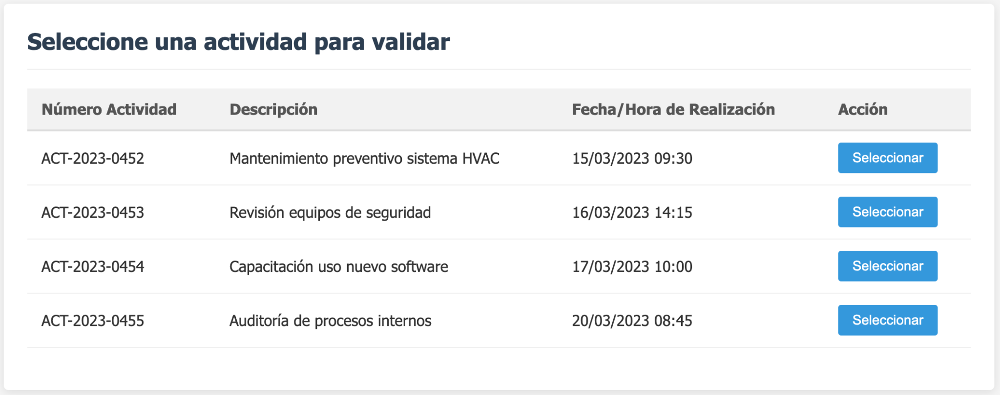 Seleccione una actividad para validar
Número Actividad Descripción Fecha/Hora de Realización Acción
ACT-2023-0452 Mantenimiento preventivo sistema HVAC 15/03/2023 09:30 Seleccionar
ACT-2023-0453 Revisión equipos de seguridad 16/03/2023 14:15 Seleccionar
ACT-2023-0454 Capacitación uso nuevo software 17/03/2023 10:00 Seleccionar
ACT-2023-0455 Auditoría de procesos internos 20/03/2023 08:45 Seleccionar